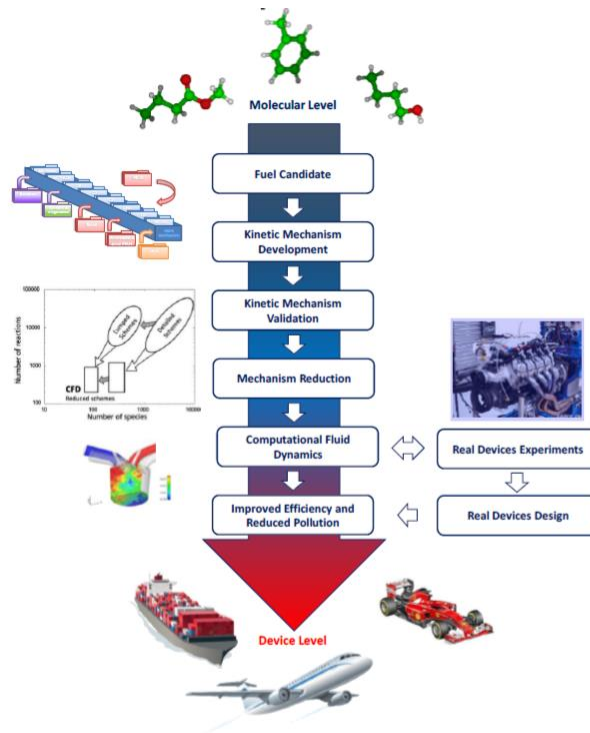 Molecular Level
Fuel Candidate
Kinetic Mechanism
Development
Kinetic Mechanism
Validation
Number of reactions
100000
10000
1000
100
Lumped
Schemes
Detailed
Schemes
CFD
Reduced schemes
10
100
1000
10000
Number of species
Mechanism Reduction
Computational Fluid
Dynamics
Real Devices Experiments
Improved Efficiency and
Reduced Pollution
Real Devices Design
Device Level